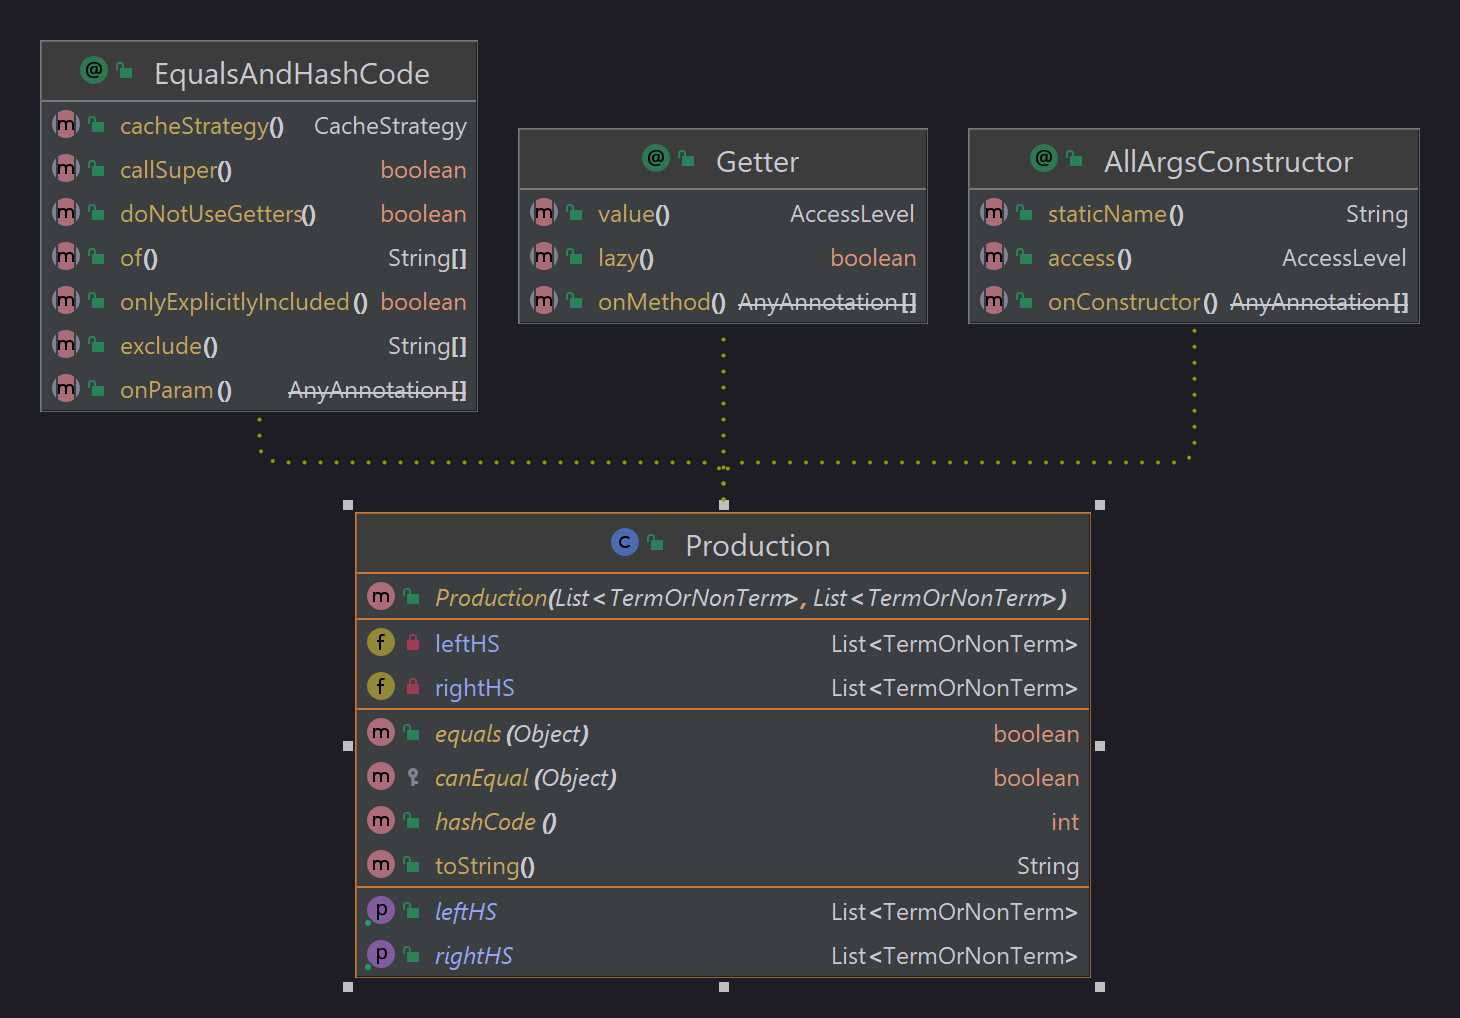 EqualsAndHashCode
cacheStrategy() CacheStrategy
callSuper() boolean
doNotUseGetters() boolean
of() String[]
onlyExplicitlyIncluded() boolean
exclude() String[]
onParam() AnyAnnotation[]
Getter
value() AccessLevel
lazy() boolean
onMethod() AnyAnnotation[]
AllArgsConstructor
staticName() String
access() AccessLevel
onConstructor() AnyAnnotation[]
Production
Production(List<TermOrNonTerm>, List<TermOrNonTerm>)
leftHS List<TermOrNonTerm>
rightHS List<TermOrNonTerm>
equals(Object) boolean
canEqual(Object) boolean
hashCode() int
toString() String
leftHS List<TermOrNonTerm>
rightHS List<TermOrNonTerm>